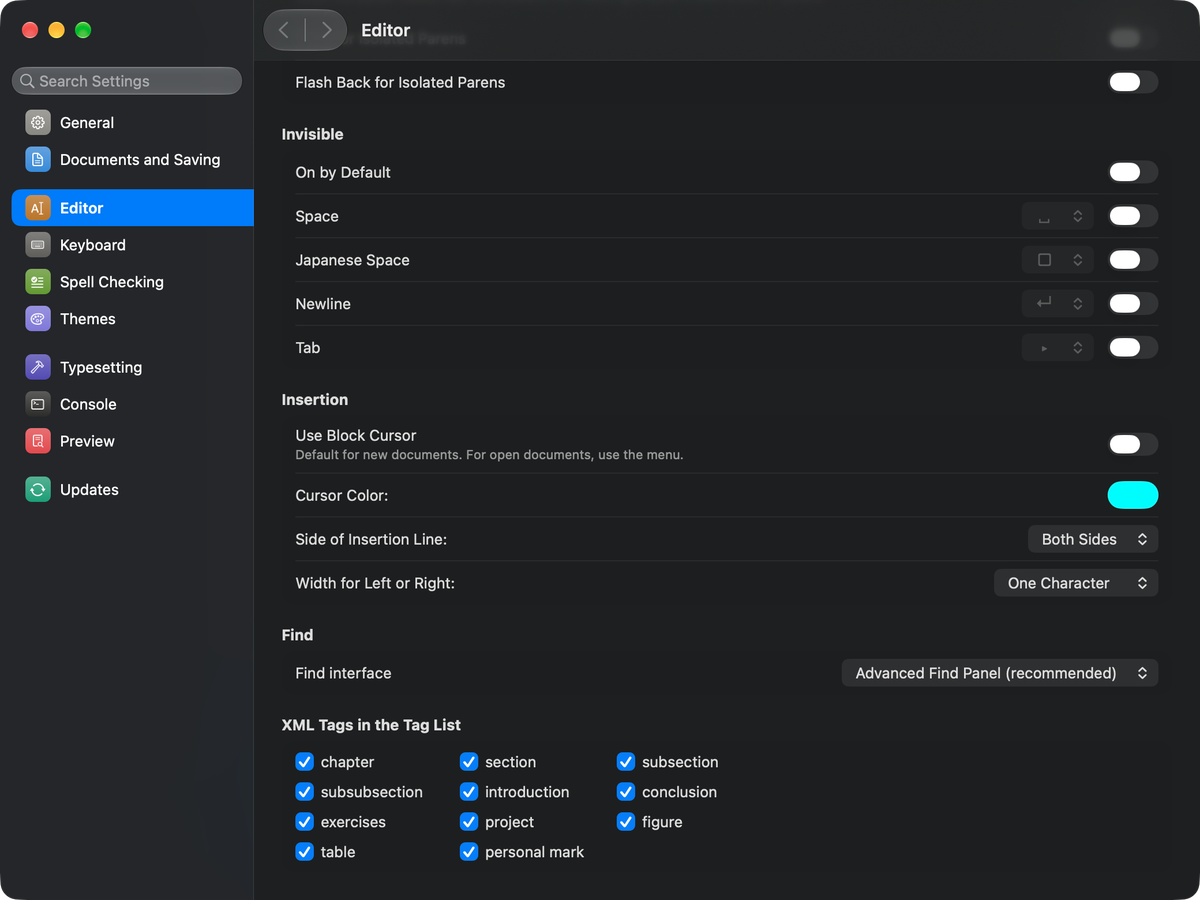 Editor
Search Settings
General
Documents and Saving
Editor
Keyboard
Spell Checking
Themes
Typesetting
Console
Preview
Updates
Isolated Parens
Flash Back for Isolated Parens
Invisible
On by Default
Space
Japanese Space
Newline
Tab
Insertion
Use Block Cursor
Default for new documents. For open documents, use the menu.
Cursor Color:
Side of Insertion Line:
Both Sides
Width for Left or Right:
One Character
Find
Find interface
Advanced Find Panel (recommended)
XML Tags in the Tag List
chapter section subsection
subsubsection introduction conclusion
exercises project figure
table personal mark